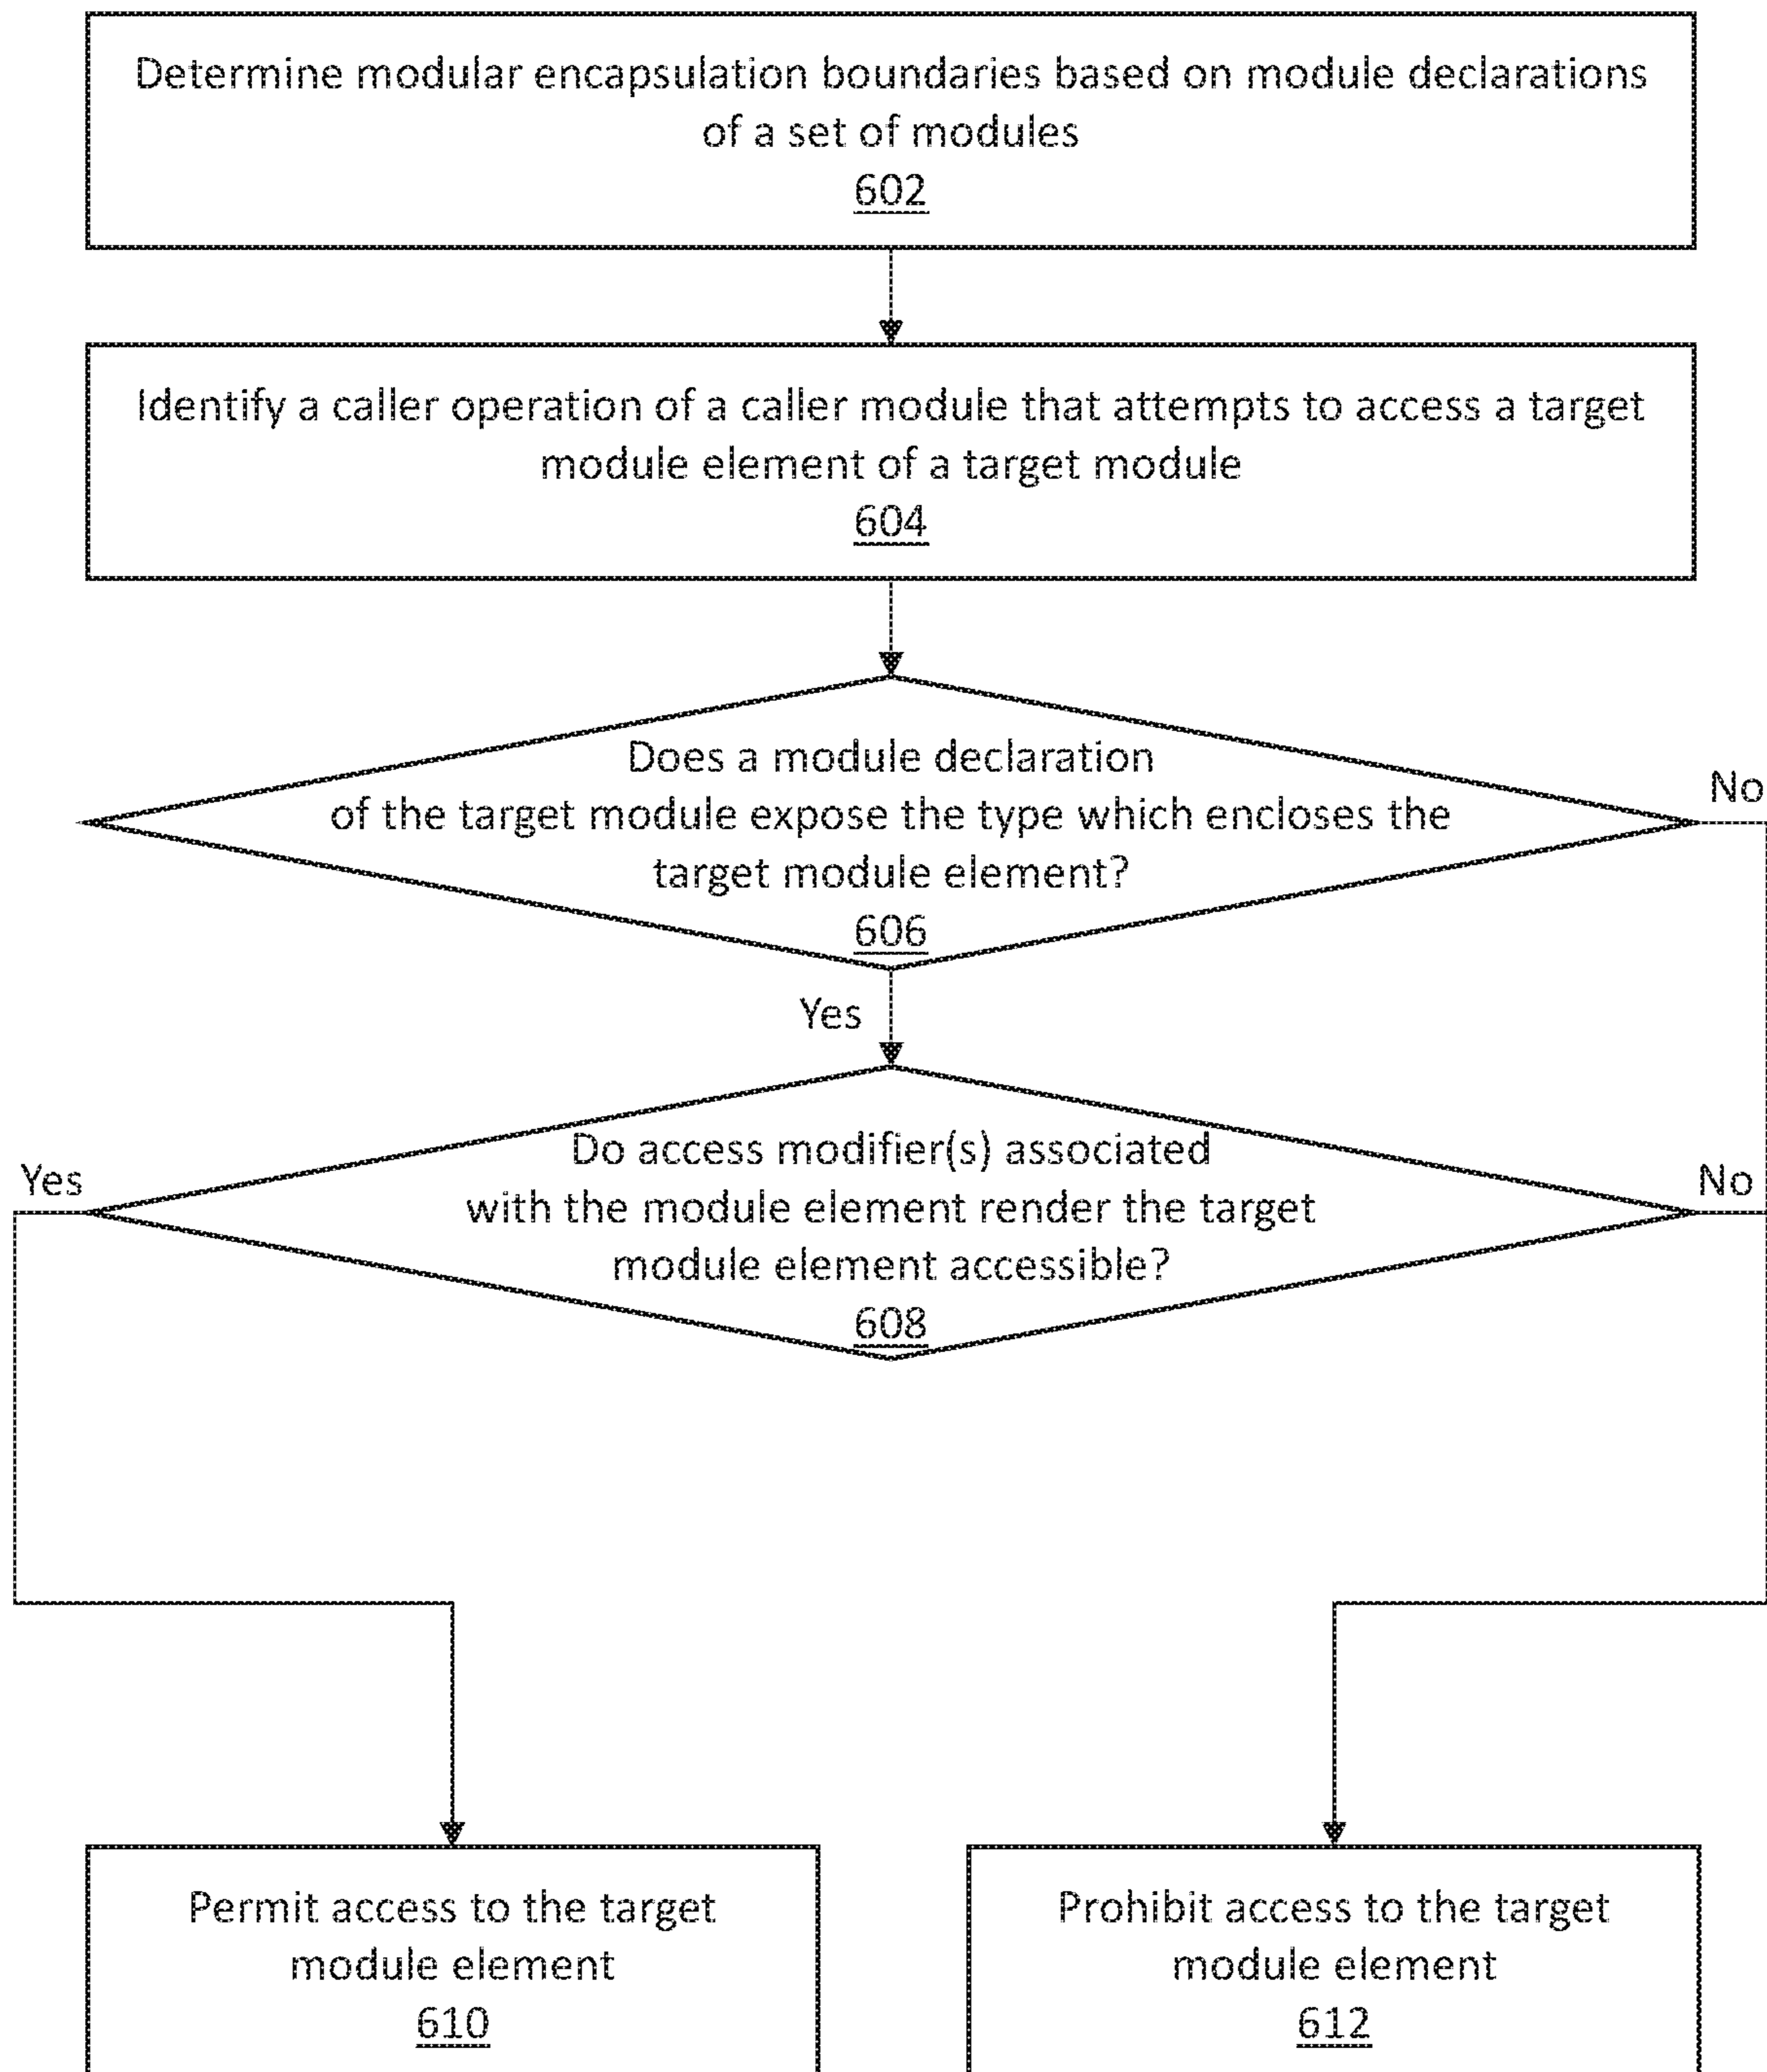 Determine modular encapsulation boundaries based on module declarations
of a set of modules
602
Identify a caller operation of a caller module that attempts to access a target
module element of a target module
604
Does a module declaration
of the target module expose the type which encloses the
target module element?
606
No
Yes
Do access modifier(s) associated
with the module element render the target
module element accessible?
608
Yes
No
Permit access to the target
module element
610
Prohibit access to the target
module element
612